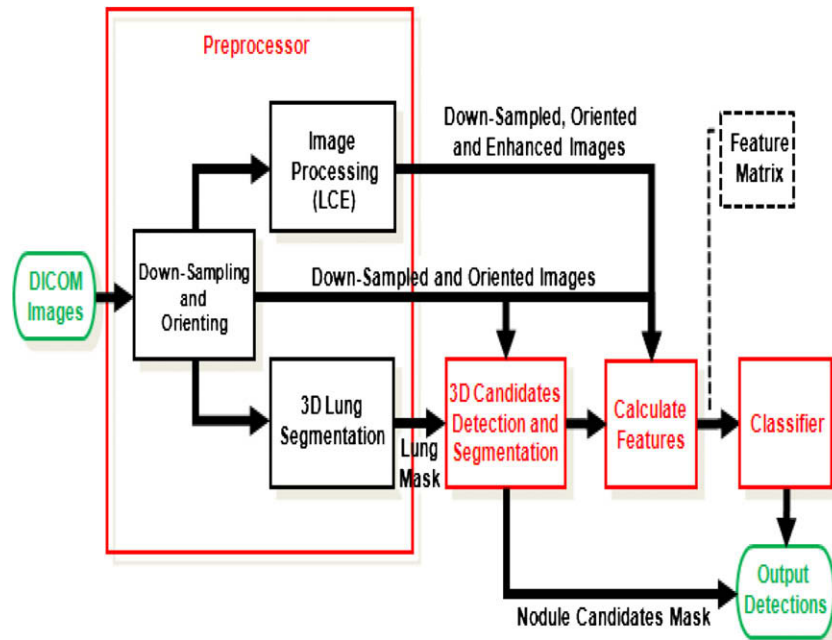 Preprocessor
Image
Processing
(LCE)
Down-Sampled, Oriented
and Enhanced Images
Feature
Matrix
DICOM
Images
Down-Sampling
and
Orienting
Down-Sampled and Oriented Images
3D Lung
Segmentation
Lung
Mask
3D Candidates
Detection and
Segmentation
Calculate
Features
Classifier
Nodule Candidates Mask
Output
Detections